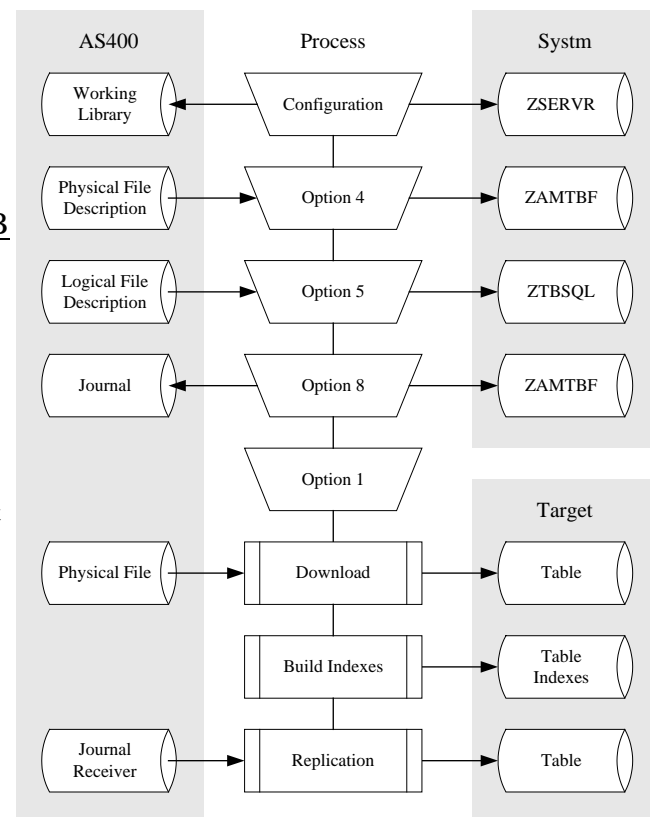 AS400 Process Systm
Working
Library
Configuration
ZSERVR
Physical File
Description
Option 4
ZAMTBF
B
Logical File
Description
Option 5
ZTBSQL
Journal
Option 8
ZAMTBF
Option 1
Target
Physical File
Download
Table
Build Indexes
Table
Indexes
Journal
Receiver
Replication
Table